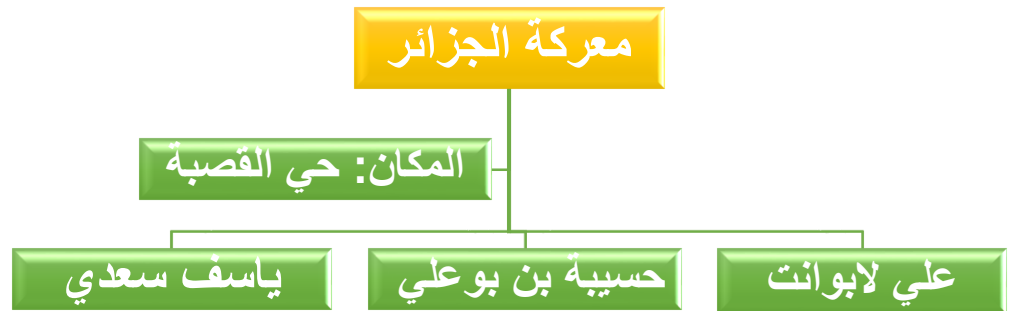 معركة الجزائر
المكان: حي القصبة
علي لابوانت
حسيبة بن بوعلي
ياسف سعدي